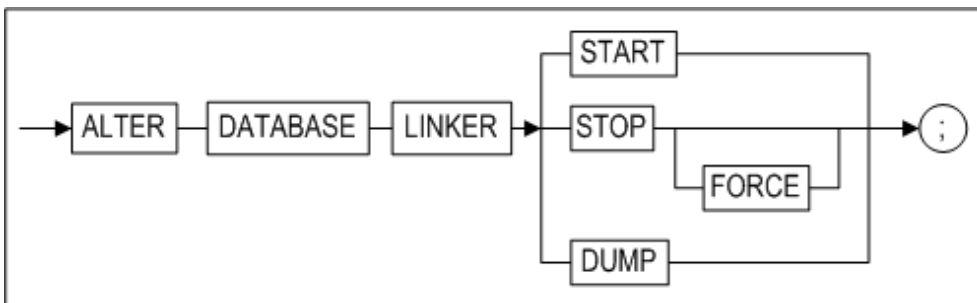 START
ALTER DATABASE LINKER STOP ;
FORCE
DUMP